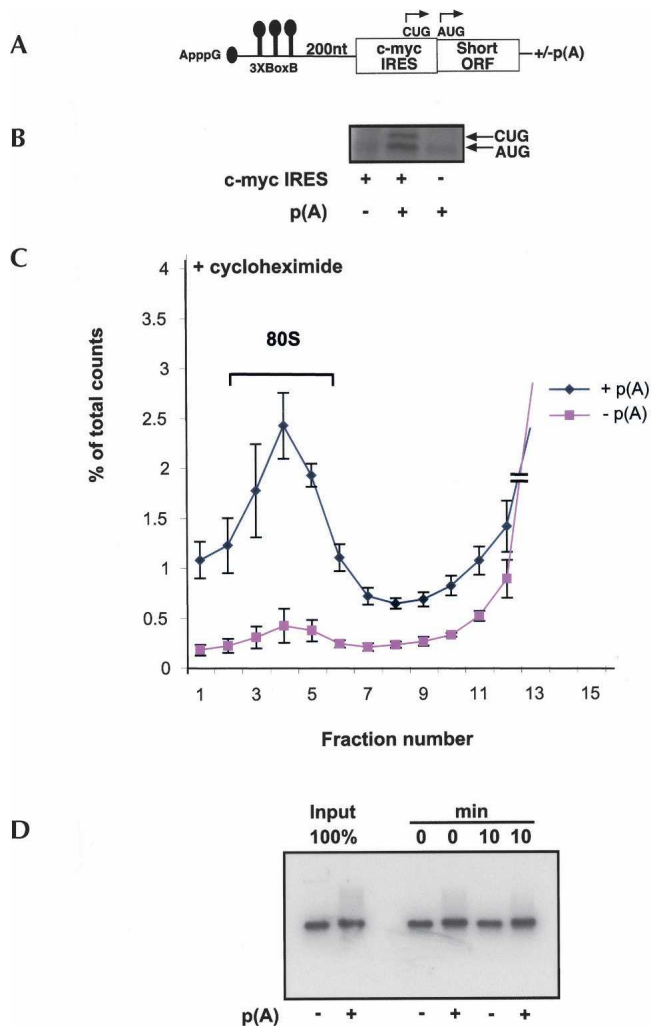 A
ApppG
3XBoxB
200nt
CUG AUG
c-myc IRES
Short ORF
+/-p(A)
B
CUG
AUG
c-myc IRES + + -
p(A) - + +
C
+ cycloheximide
80S
% of total counts
4
3.5
3
2.5
2
1.5
1
0.5
0
1 3 5 7 9 11 13 15
Fraction number
+ p(A)
- p(A)
D
Input min
100% 0 0 10 10
p(A) - + - + - +